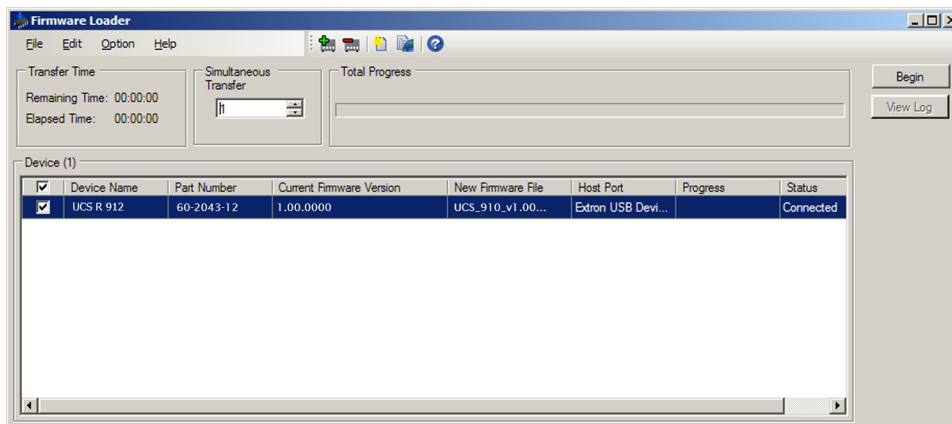 Firmware Loader
File Edit Option Help
Transfer Time
Remaining Time: 00:00:00
Elapsed Time: 00:00:00
Simultaneous
Transfer
1
Total Progress
Begin
View Log
Device (1)
Device Name Part Number Current Firmware Version New Firmware File Host Port Progress Status
UCS R 912 60-2043-12 1.00.0000 UCS_910_v1.00... Extron USB Devi... Connected